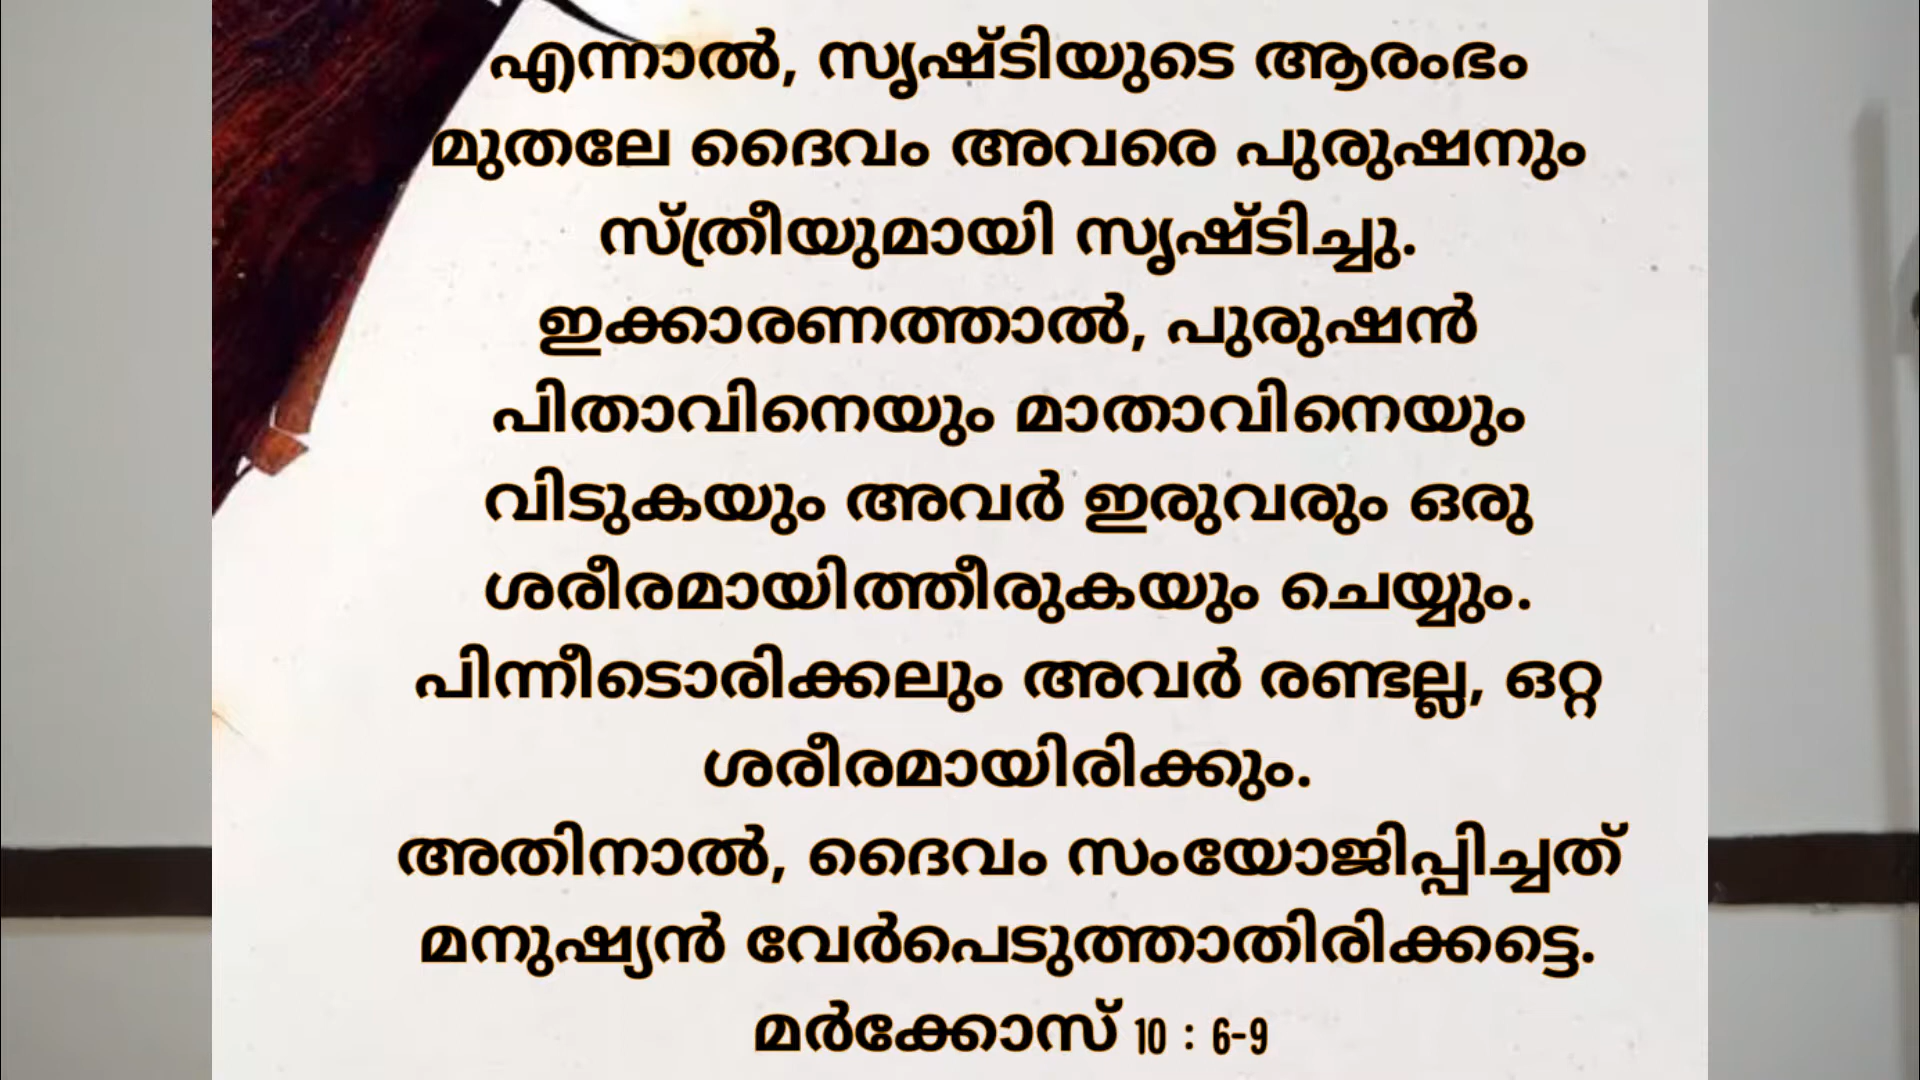 എന്നാൽ, സൃഷ്ടിയുടെ ആരംഭം
മുതലേ ദൈവം അവരെ പുരുഷനും
സ്ത്രീയുമായി സൃഷ്ടിച്ചു.
ഇക്കാരണത്താൽ, പുരുഷൻ
പിതാവിനെയും മാതാവിനെയും
വിടുകയും അവർ ഇരുവരും ഒരു
ശരീരമായിത്തീരുകയും ചെയ്യും.
പിന്നീടൊരിക്കലും അവർ രണ്ടല്ല, ഒറ്റ
ശരീരമായിരിക്കും.
അതിനാൽ, ദൈവം സംയോജിപ്പിച്ചത്
മനുഷ്യൻ വേർപെടുത്താതിരിക്കട്ടെ.
മർക്കോസ് 10 : 6-9